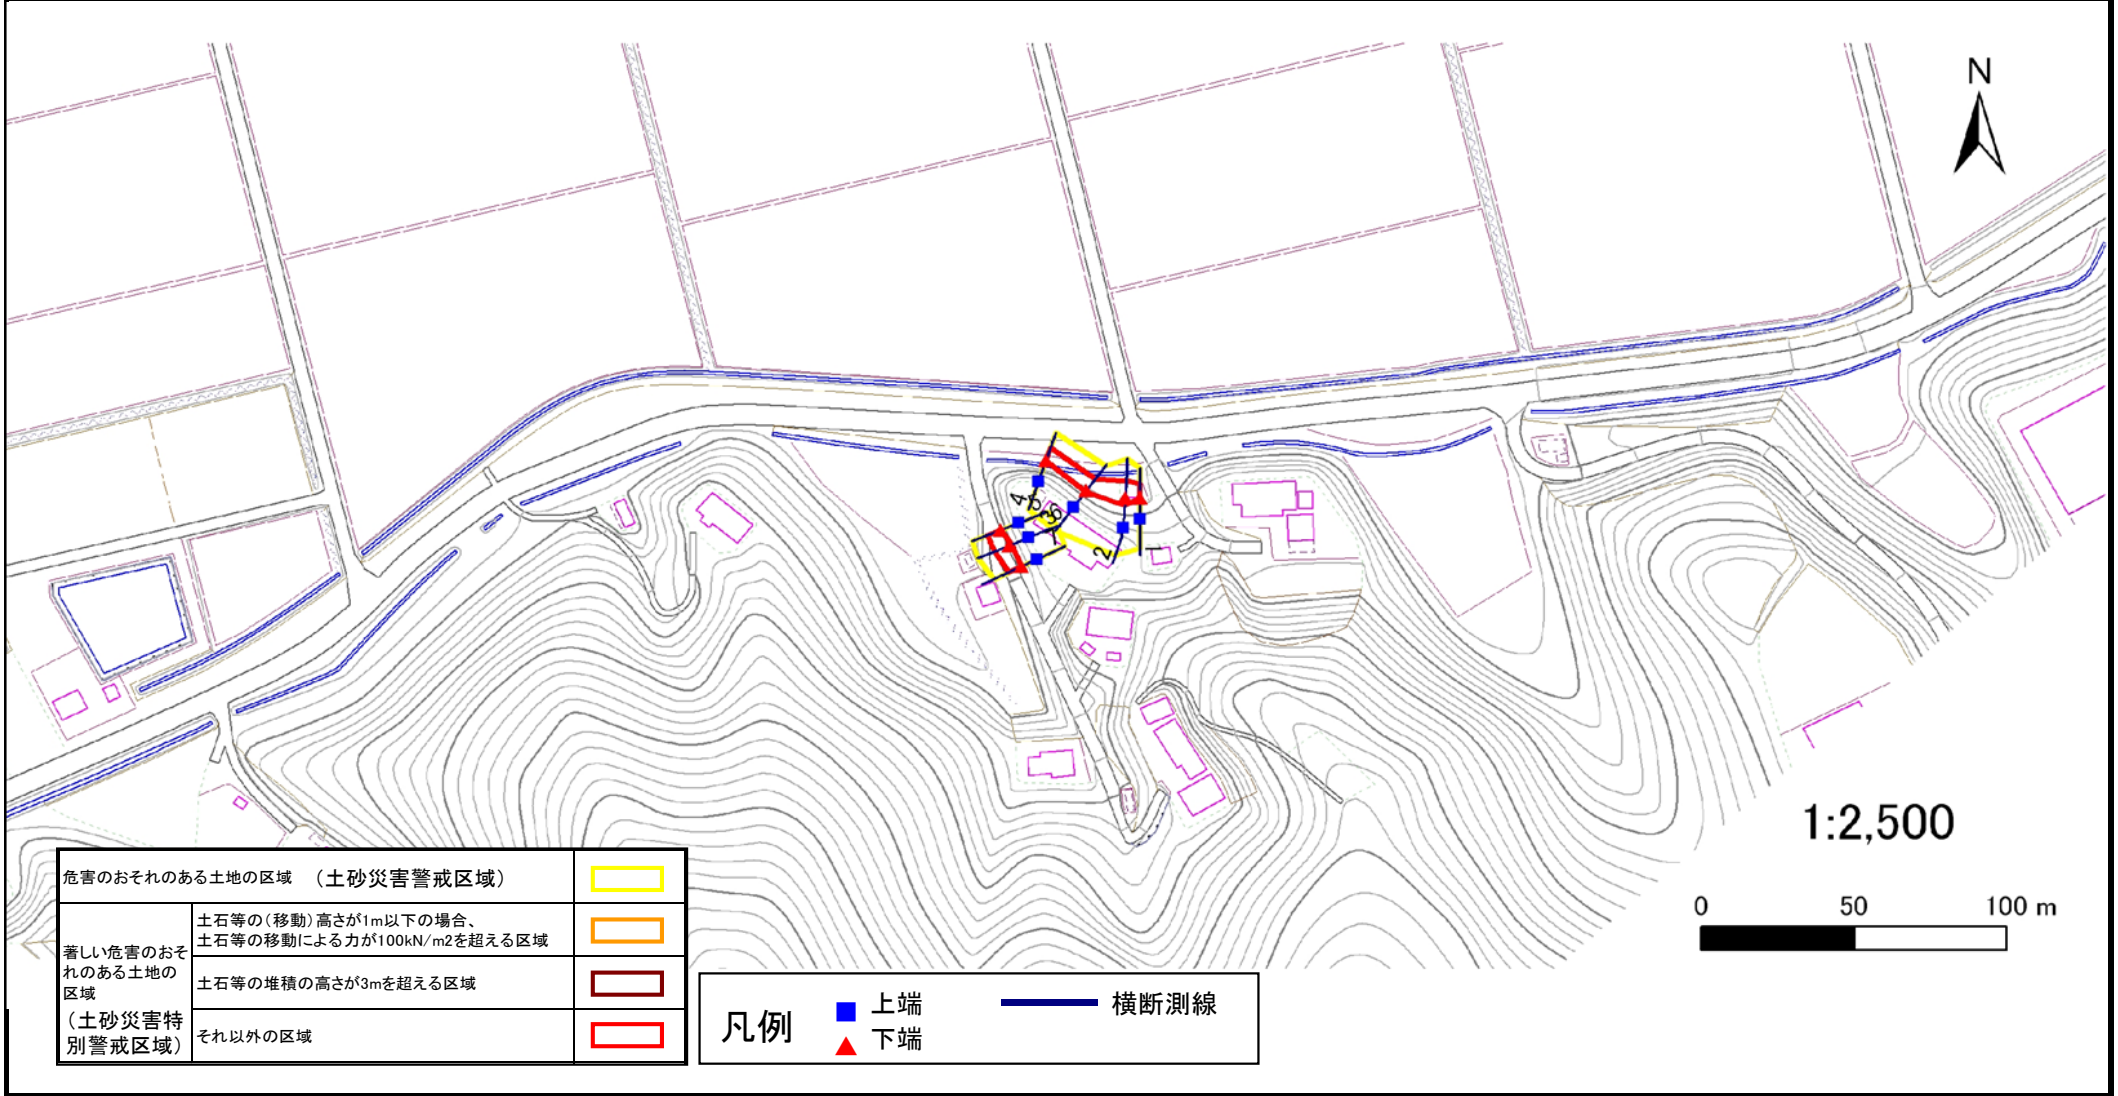 N
4
5
3
6
2
1
1:2,500
0 50 100 m
危害のおそれのある土地の区域 （土砂災害警戒区域）
著しい危害のおそ
れのある土地の
区域
（土砂災害特
別警戒区域）
土石等の（移動）高さが1m以下の場合、
土石等の移動による力が100kN/m2を超える区域
土石等の堆積の高さが3mを超える区域
それ以外の区域
凡例
上端
下端
横断測線